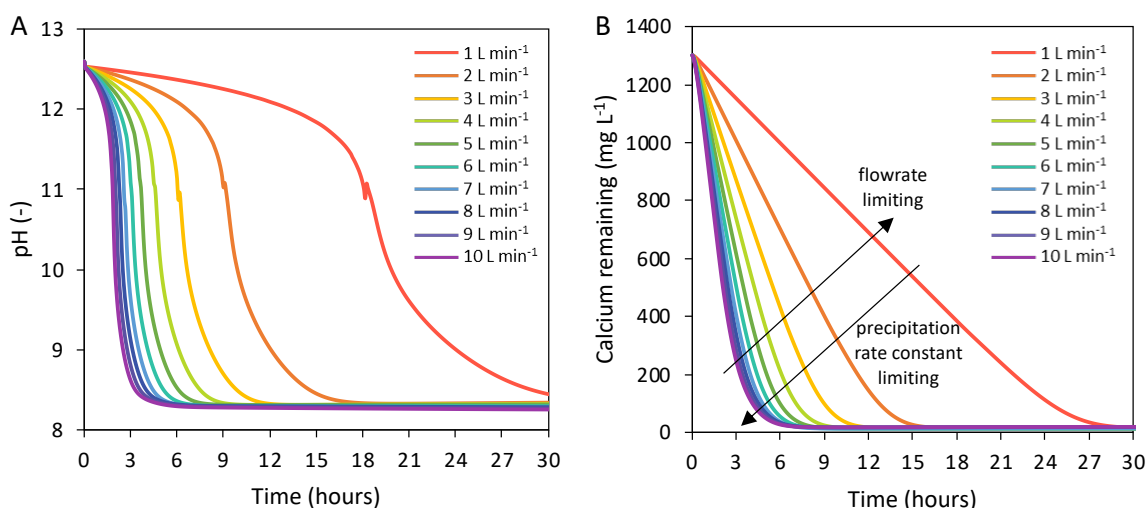 A
pH (-)
13
12
11
10
9
8
0
3
6
9
12
15
18
21
24
27
30
Time (hours)
1 L min⁻¹
2 L min⁻¹
3 L min⁻¹
4 L min⁻¹
5 L min⁻¹
6 L min⁻¹
7 L min⁻¹
8 L min⁻¹
9 L min⁻¹
10 L min⁻¹
B
Calcium remaining (mg L⁻¹)
1400
1200
1000
800
600
400
200
0
0
3
6
9
12
15
18
21
24
27
30
Time (hours)
flowrate
limiting
precipitation
rate constant
limiting
1 L min⁻¹
2 L min⁻¹
3 L min⁻¹
4 L min⁻¹
5 L min⁻¹
6 L min⁻¹
7 L min⁻¹
8 L min⁻¹
9 L min⁻¹
10 L min⁻¹